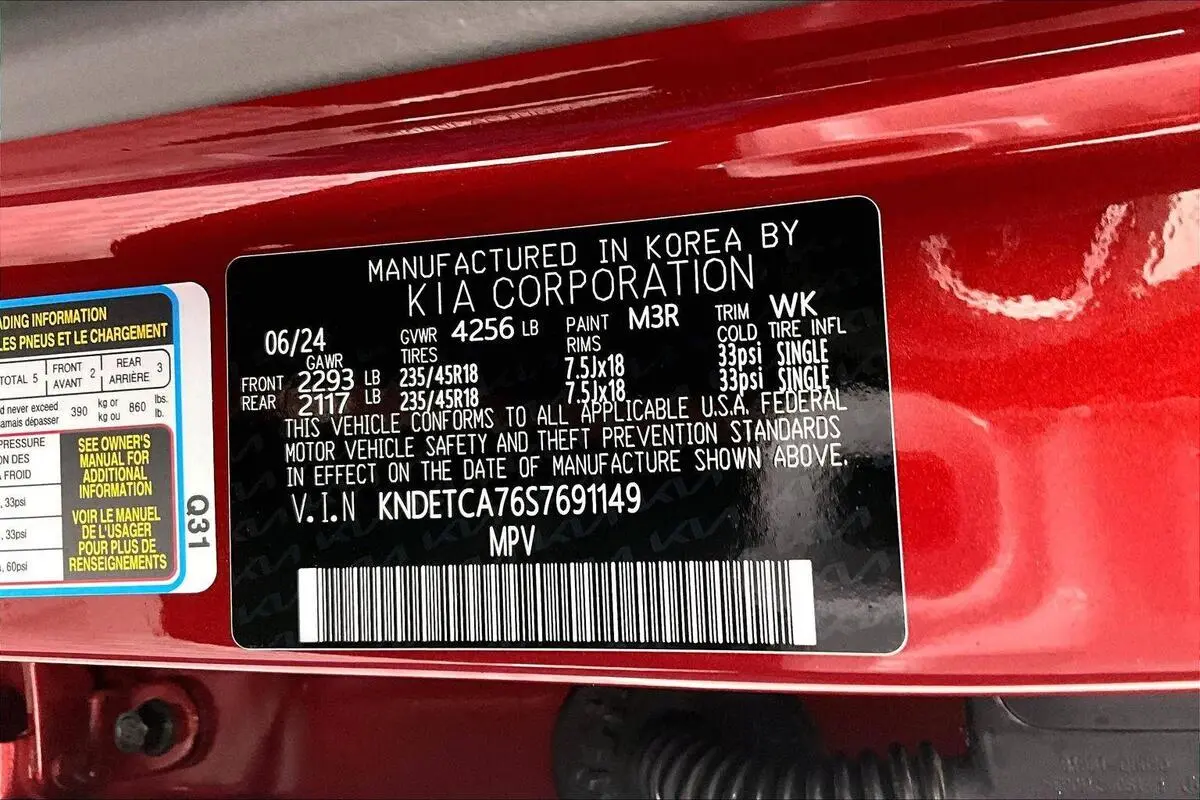 ADING INFORMATION
LES PNEUS ET LE CHARGEMENT
TOTAL 5 FRONT AVANT 2 REAR ARRIÈRE 3
d never exceed
amais dépasser 390 kg or kg ou 860 lbs. lb.
PRESSURE
ON DES
FROID
, 33psi
, 33psi
, 60psi
SEE OWNER'S
MANUAL FOR
ADDITIONAL
INFORMATION
VOIR LE MANUEL
DE L'USAGER
POUR PLUS DE
RENSEIGNEMENTS
Q31
MANUFACTURED IN KOREA BY
KIA CORPORATION
06/24 GVWR 4256 LB PAINT M3R TRIM WK
GAWR TIRES RIMS COLD TIRE INFL
FRONT 2293 LB 235/45R18 7.5Jx18 33psi SINGLE
REAR 2117 LB 235/45R18 7.5Jx18 33psi SINGLE
THIS VEHICLE CONFORMS TO ALL APPLICABLE U.S.A. FEDERAL
MOTOR VEHICLE SAFETY AND THEFT PREVENTION STANDARDS
IN EFFECT ON THE DATE OF MANUFACTURE SHOWN ABOVE.
V.I.N KNDETCA76S7691149
MPV